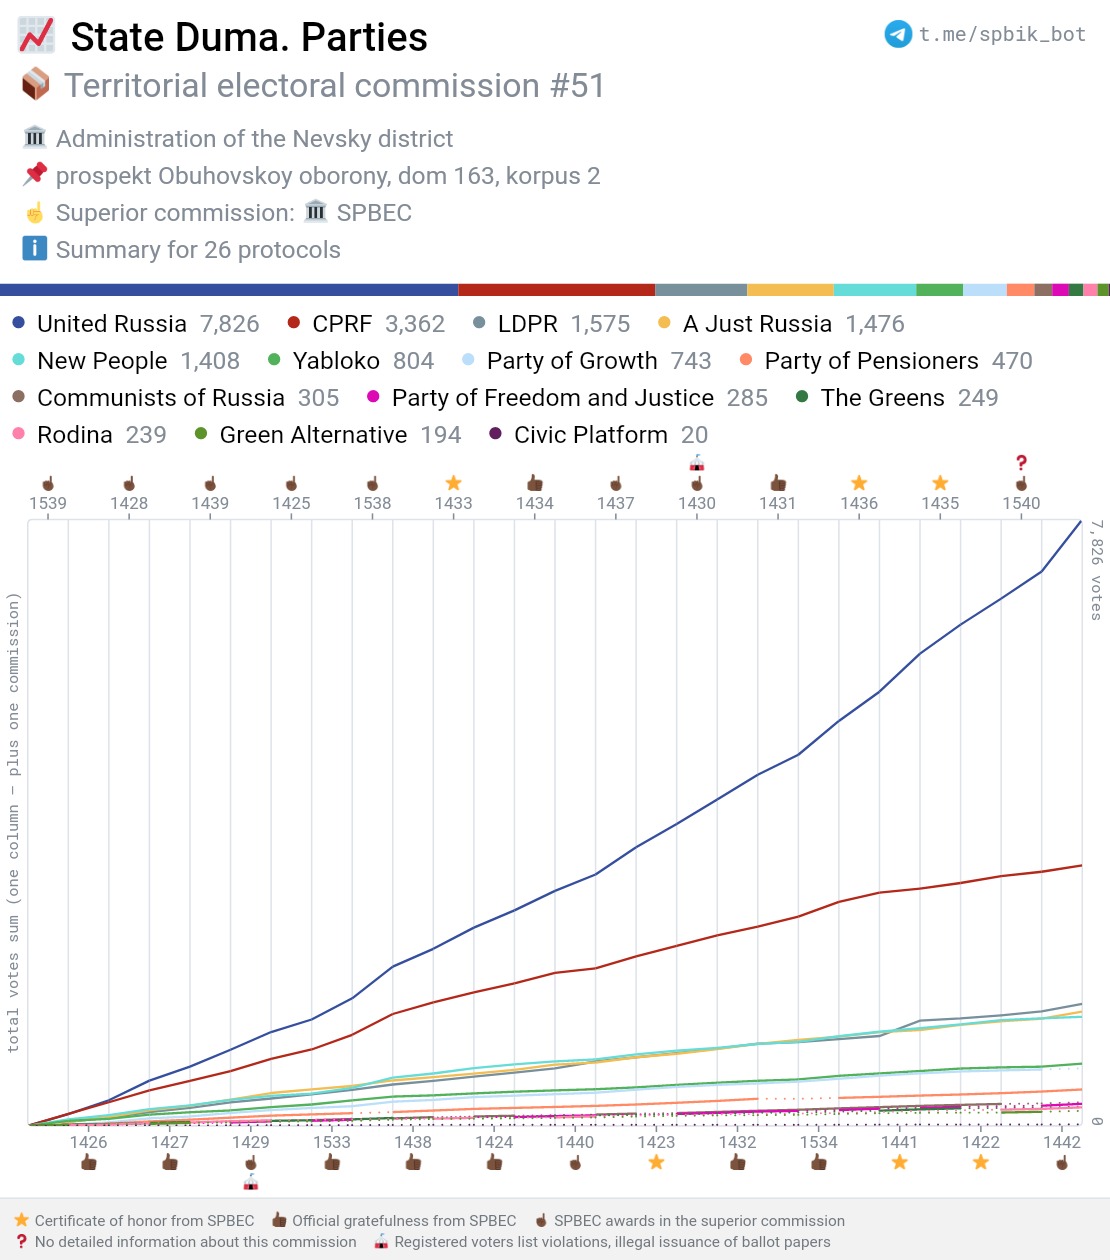 State Duma. Parties
t.me/spbik_bot
Territorial electoral commission #51
Administration of the Nevsky district
prospekt Obuhovskoy oborony, dom 163, korpus 2
Superior commission: SPBEC
Summary for 26 protocols
United Russia 7,826 CPRF 3,362 LDPR 1,575 A Just Russia 1,476
New People 1,408 Yabloko 804 Party of Growth 743 Party of Pensioners 470
Communists of Russia 305 Party of Freedom and Justice 285 The Greens 249
Rodina 239 Green Alternative 194 Civic Platform 20
1539 1428 1439 1425 1538 1433 1434 1437 1430 1431 1436 1435 1540
7,826 votes
total votes sum (one column – plus one commission)
0
1426 1427 1429 1533 1438 1424 1440 1423 1432 1534 1441 1422 1442
Certificate of honor from SPBEC Official gratefulness from SPBEC SPBEC awards in the superior commission
No detailed information about this commission Registered voters list violations, illegal issuance of ballot papers